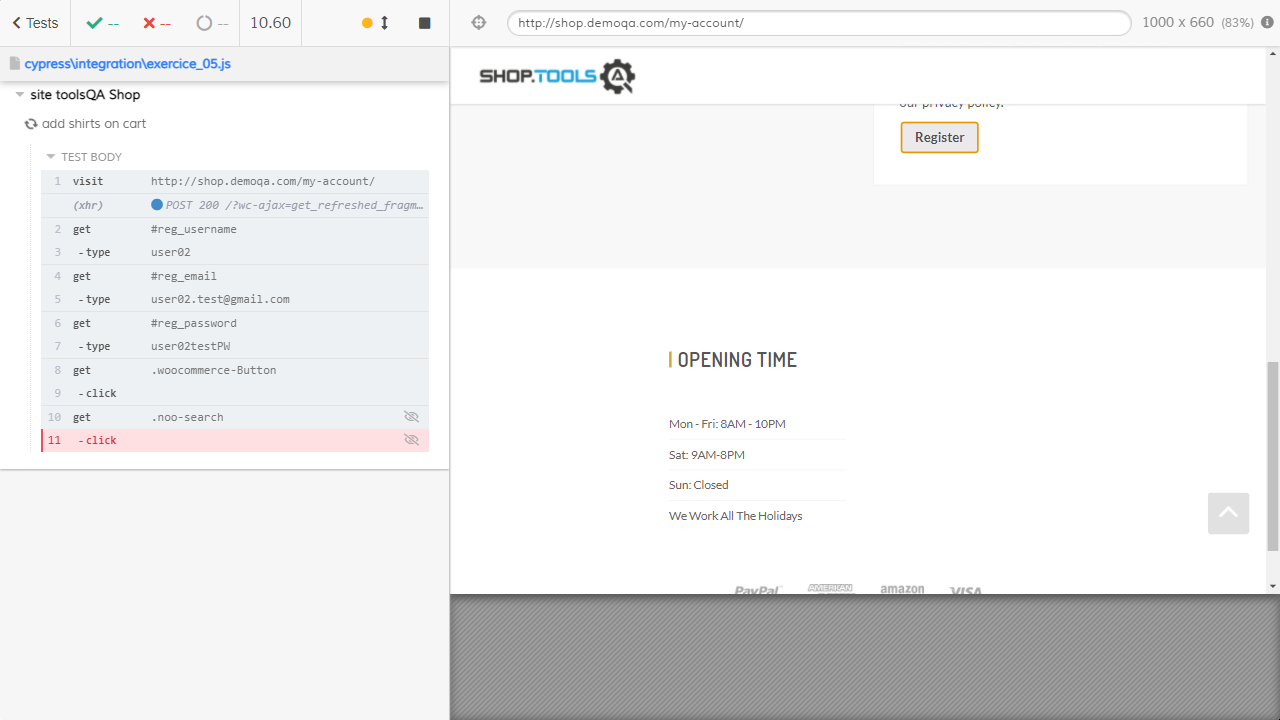 Tests -- -- -- 10.60
http://shop.demoqa.com/my-account/ 1000 x 660 (83%)
cypress\integration\exercice_05.js
site toolsQA Shop
add shirts on cart
TEST BODY
1 visit http://shop.demoqa.com/my-account/
(xhr) POST 200 /?wc-ajax=get_refreshed_fragm…
2 get #reg_username
3 -type user02
4 get #reg_email
5 -type user02.test@gmail.com
6 get #reg_password
7 -type user02testPW
8 get .woocommerce-Button
9 -click
10 get .noo-search
11 -click
SHOP.TOOLS
our privacy policy.
Register
OPENING TIME
Mon - Fri: 8AM - 10PM
Sat: 9AM-8PM
Sun: Closed
We Work All The Holidays
PayPal AMERICAN amazon VISA